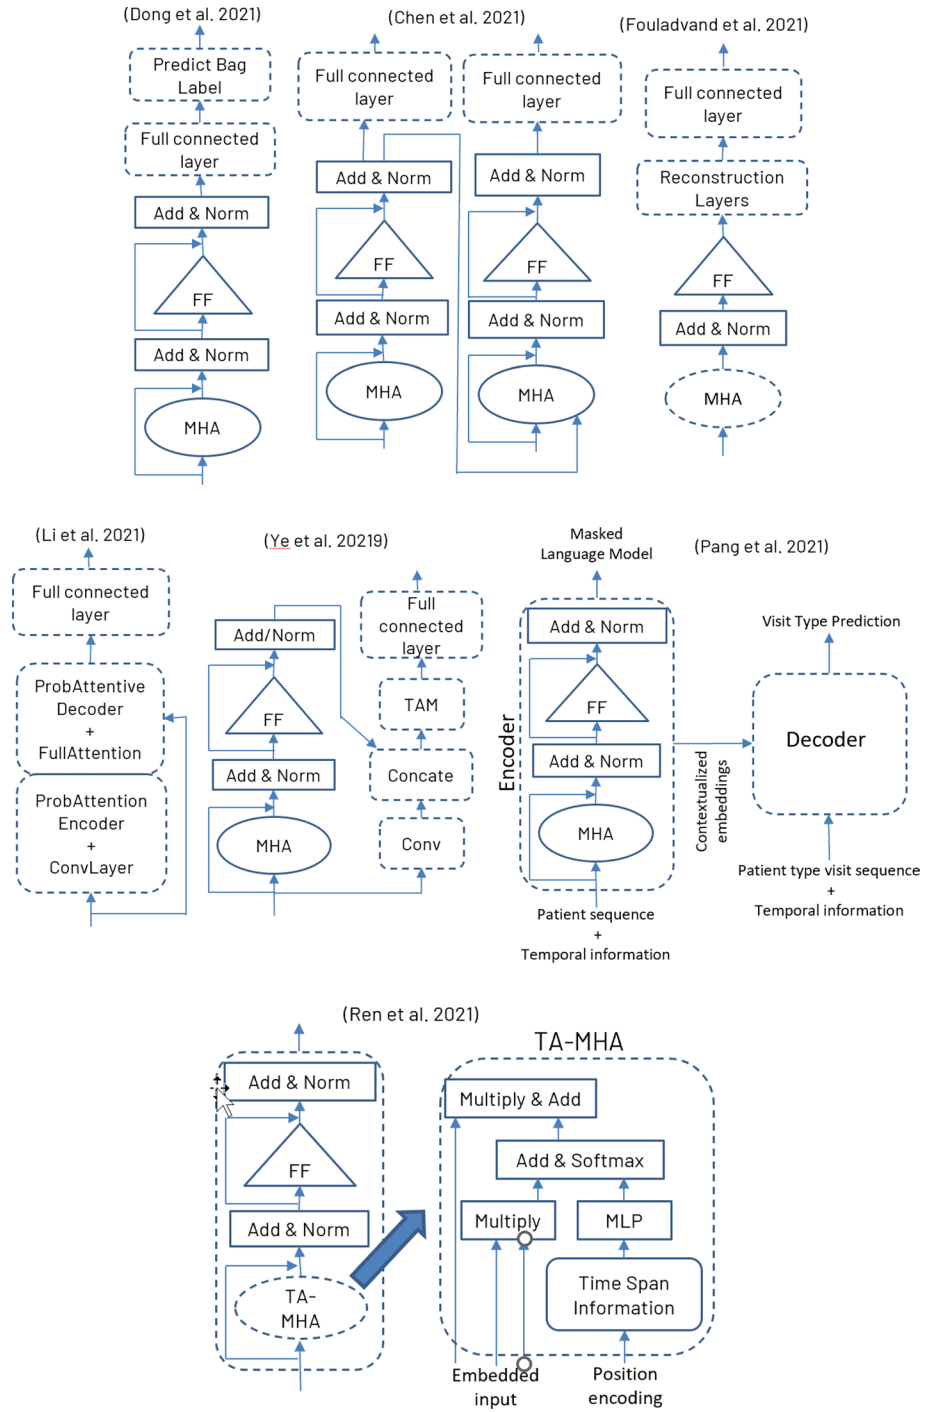 (Dong et al. 2021)
Predict Bag
Label
Full connected
layer
Add & Norm
FF
Add & Norm
MHA
(Chen et al. 2021)
Full connected
layer
Add & Norm
FF
Add & Norm
MHA
Full connected
layer
Add & Norm
FF
Add & Norm
MHA
(Fouladvand et al. 2021)
Full connected
layer
Reconstruction
Layers
FF
Add & Norm
MHA
(Li et al. 2021)
Full connected
layer
ProbAttentive
Decoder
+
FullAttention
ProbAttention
Encoder
+
ConvLayer
(Ye et al. 20219)
Add/Norm
FF
Add & Norm
MHA
Full
connected
layer
TAM
Concate
Conv
Masked
Language Model
Encoder
Add & Norm
FF
Add & Norm
MHA
Patient sequence
+
Temporal information
Contextualized
embeddings
(Pang et al. 2021)
Visit Type Prediction
Decoder
Patient type visit sequence
+
Temporal information
(Ren et al. 2021)
Add & Norm
FF
Add & Norm
TA-
MHA
TA-MHA
Multiply & Add
Add & Softmax
Multiply
MLP
Time Span
Information
Embedded
input
Position
encoding